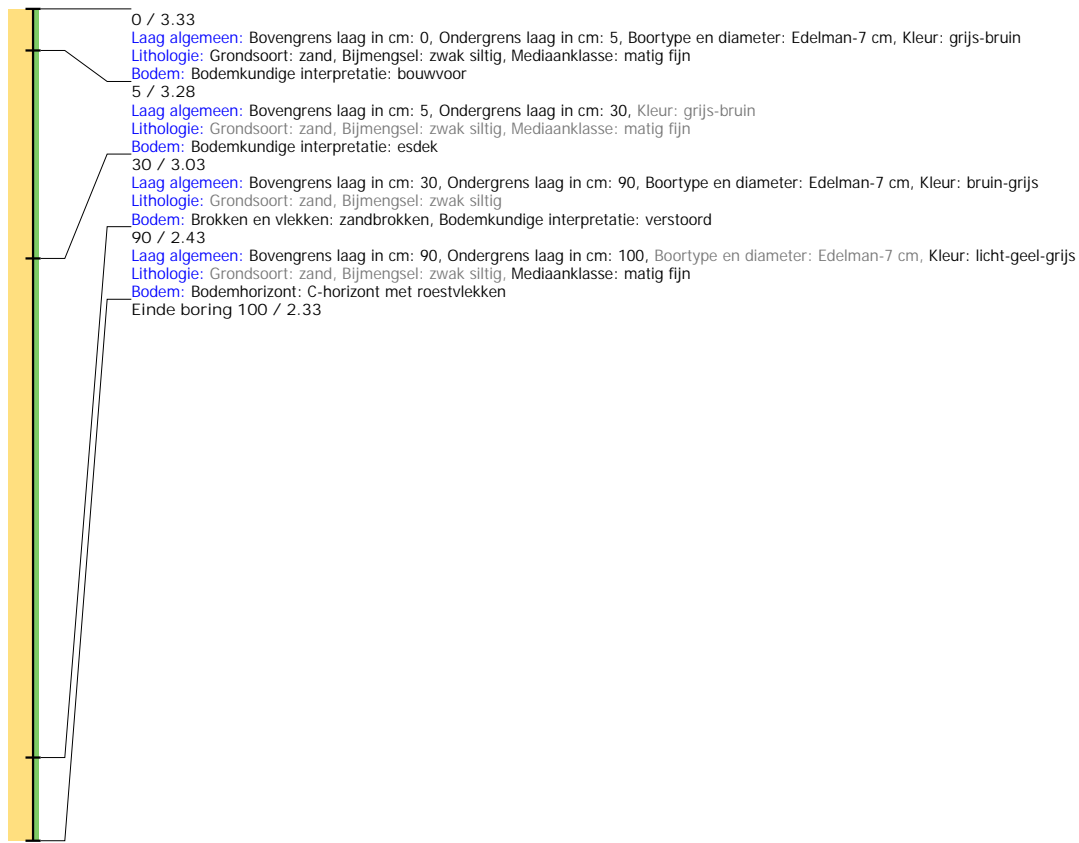 0 / 3.33
Laag algemeen: Bovengrens laag in cm: 0, Ondergrens laag in cm: 5, Boortype en diameter: Edelman-7 cm, Kleur: grijs-bruin
Lithologie: Grondsoort: zand, Bijmengsel: zwak siltig, Mediaanklasse: matig fijn
Bodem: Bodemkundige interpretatie: bouwvoor
5 / 3.28
Laag algemeen: Bovengrens laag in cm: 5, Ondergrens laag in cm: 30, Kleur: grijs-bruin
Lithologie: Grondsoort: zand, Bijmengsel: zwak siltig, Mediaanklasse: matig fijn
Bodem: Bodemkundige interpretatie: esdek
30 / 3.03
Laag algemeen: Bovengrens laag in cm: 30, Ondergrens laag in cm: 90, Boortype en diameter: Edelman-7 cm, Kleur: bruin-grijs
Lithologie: Grondsoort: zand, Bijmengsel: zwak siltig
Bodem: Brokken en vlekken: zandbrokken, Bodemkundige interpretatie: verstoord
90 / 2.43
Laag algemeen: Bovengrens laag in cm: 90, Ondergrens laag in cm: 100, Boortype en diameter: Edelman-7 cm, Kleur: licht-geel-grijs
Lithologie: Grondsoort: zand, Bijmengsel: zwak siltig, Mediaanklasse: matig fijn
Bodem: Bodemhorizont: C-horizont met roestvlekken
Einde boring 100 / 2.33